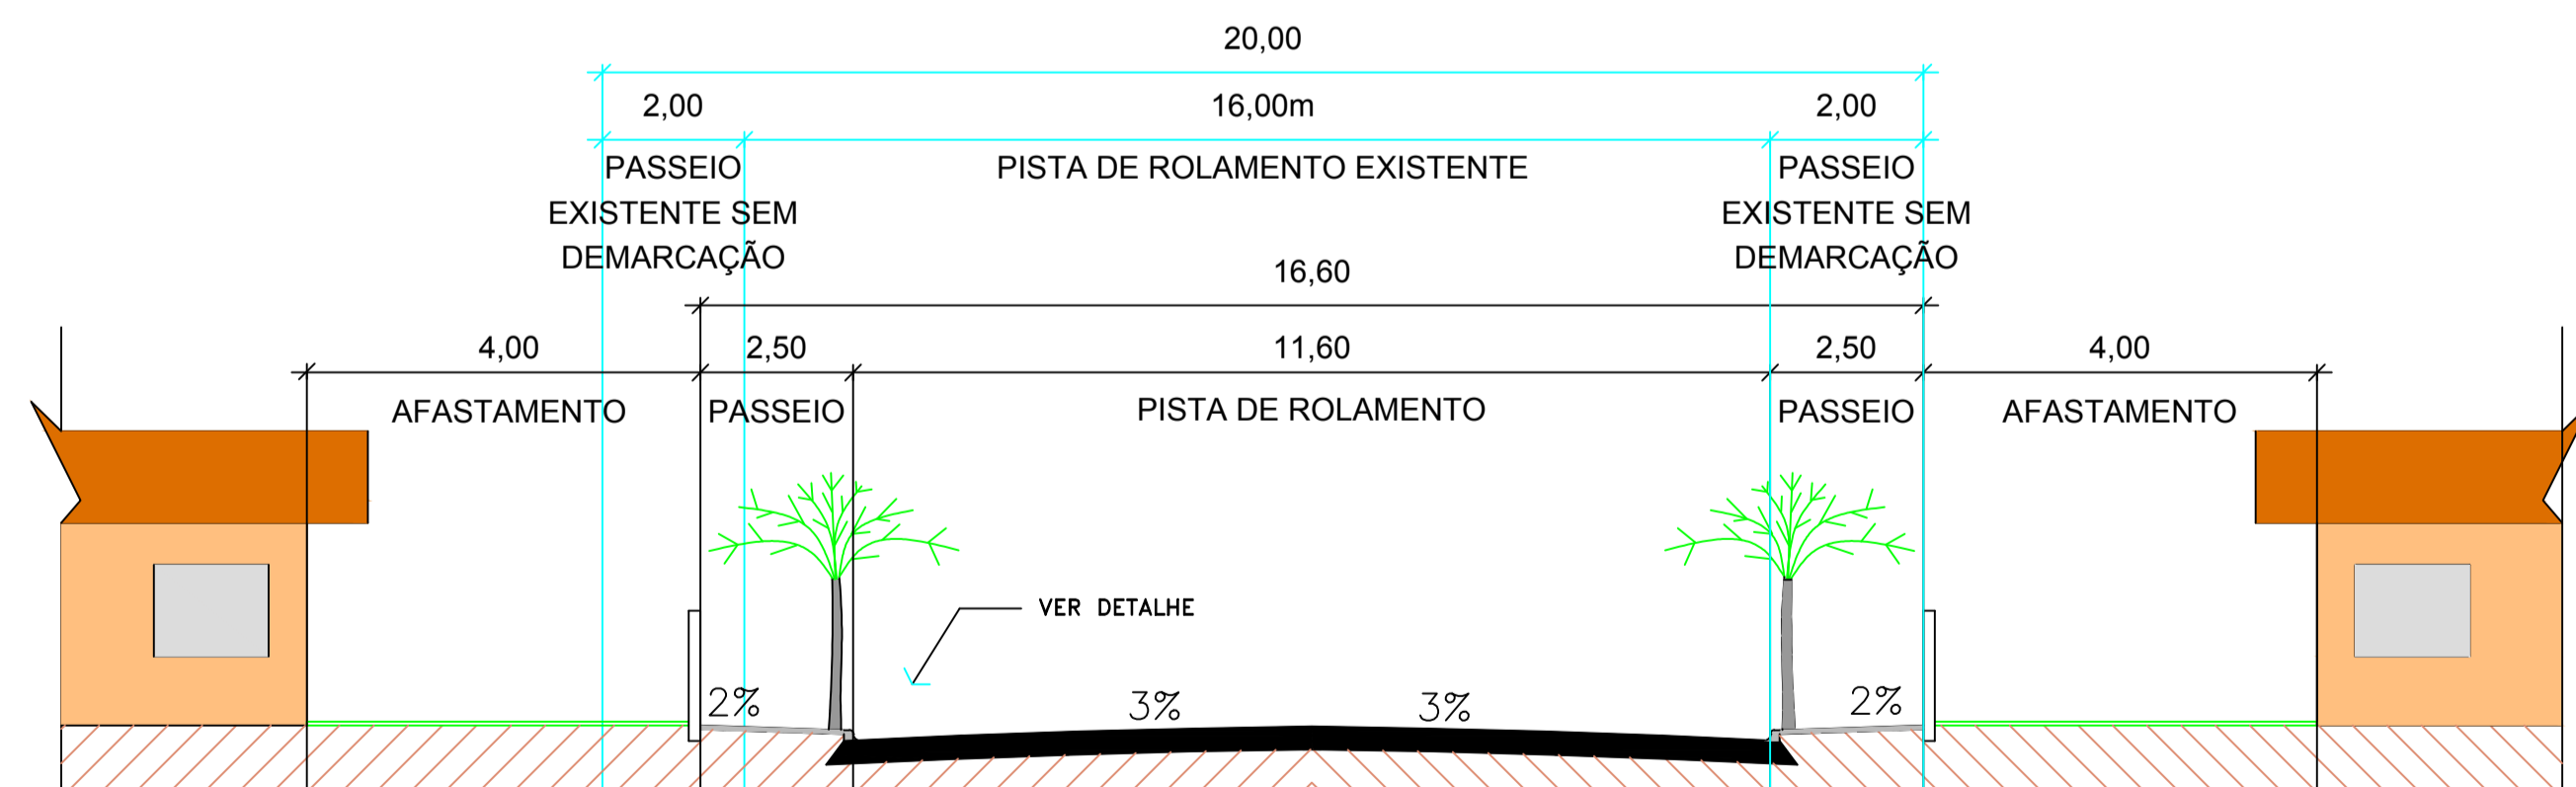 20,00
2,00 16,00m 2,00
PASSEIO PISTA DE ROLAMENTO EXISTENTE PASSEIO
EXISTENTE SEM EXISTENTE SEM
DEMARCAÇÃO DEMARCAÇÃO
16,60
4,00 2,50 11,60 2,50 4,00
AFASTAMENTO PASSEIO PISTA DE ROLAMENTO PASSEIO AFASTAMENTO
VER DETALHE
2% 3% 3% 2%